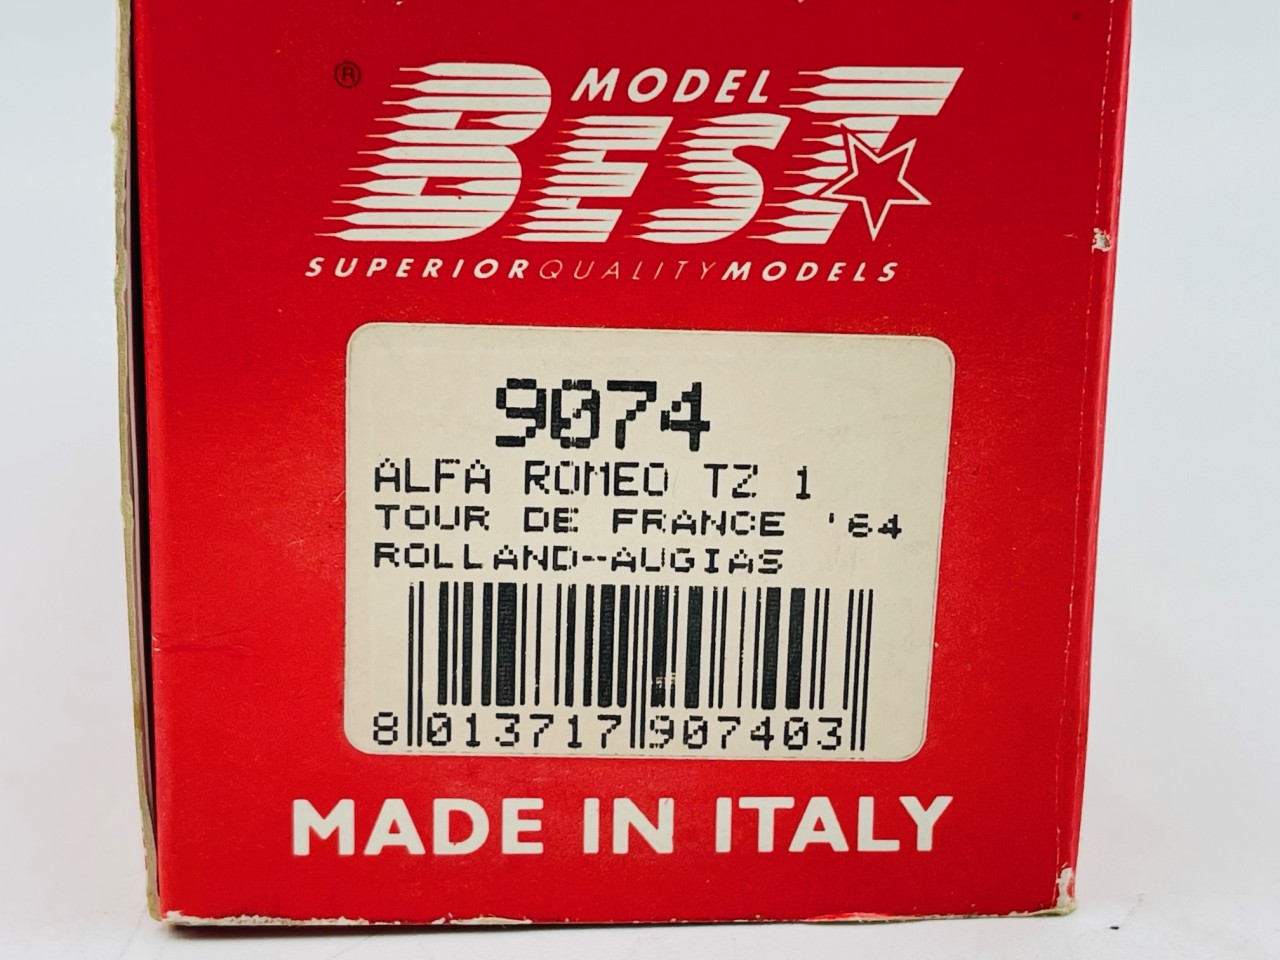 ®
MODEL
BEST
SUPERIORQUALITYMODELS
9074
ALFA ROMEO TZ 1
TOUR DE FRANCE '64
ROLLAND-AUGIAS
8 013717 907403
MADE IN ITALY